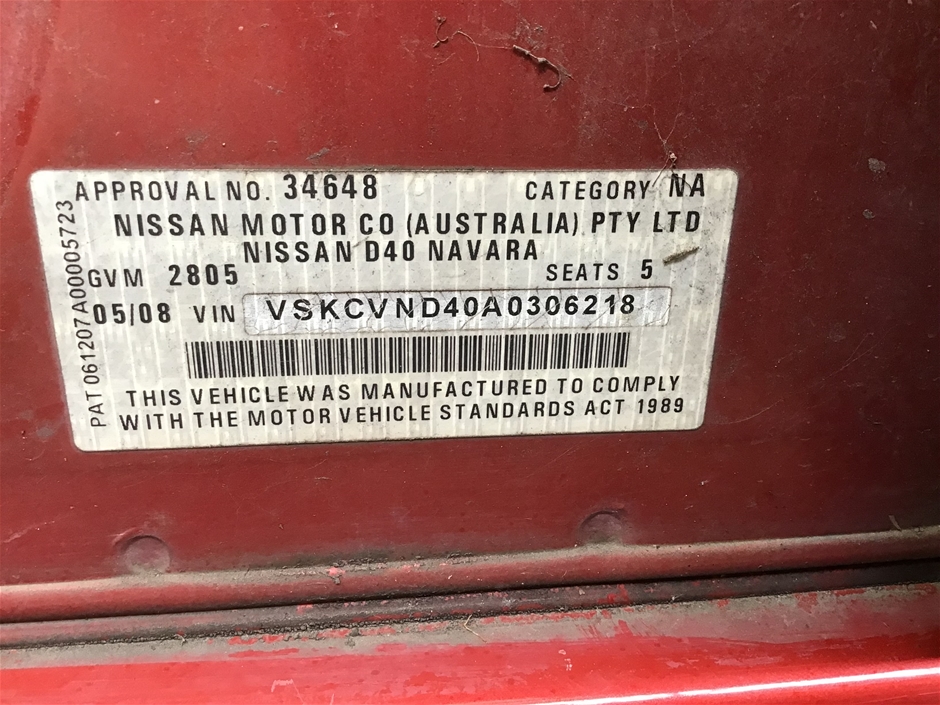 APPROVAL NO. 34648 CATEGORY NA
NISSAN MOTOR CO (AUSTRALIA) PTY LTD
NISSAN D40 NAVARA
GVM 2805 SEATS 5
05/08 VIN VSKCVND40A0306218
THIS VEHICLE WAS MANUFACTURED TO COMPLY
WITH THE MOTOR VEHICLE STANDARDS ACT 1989
PAT 061207A00005723